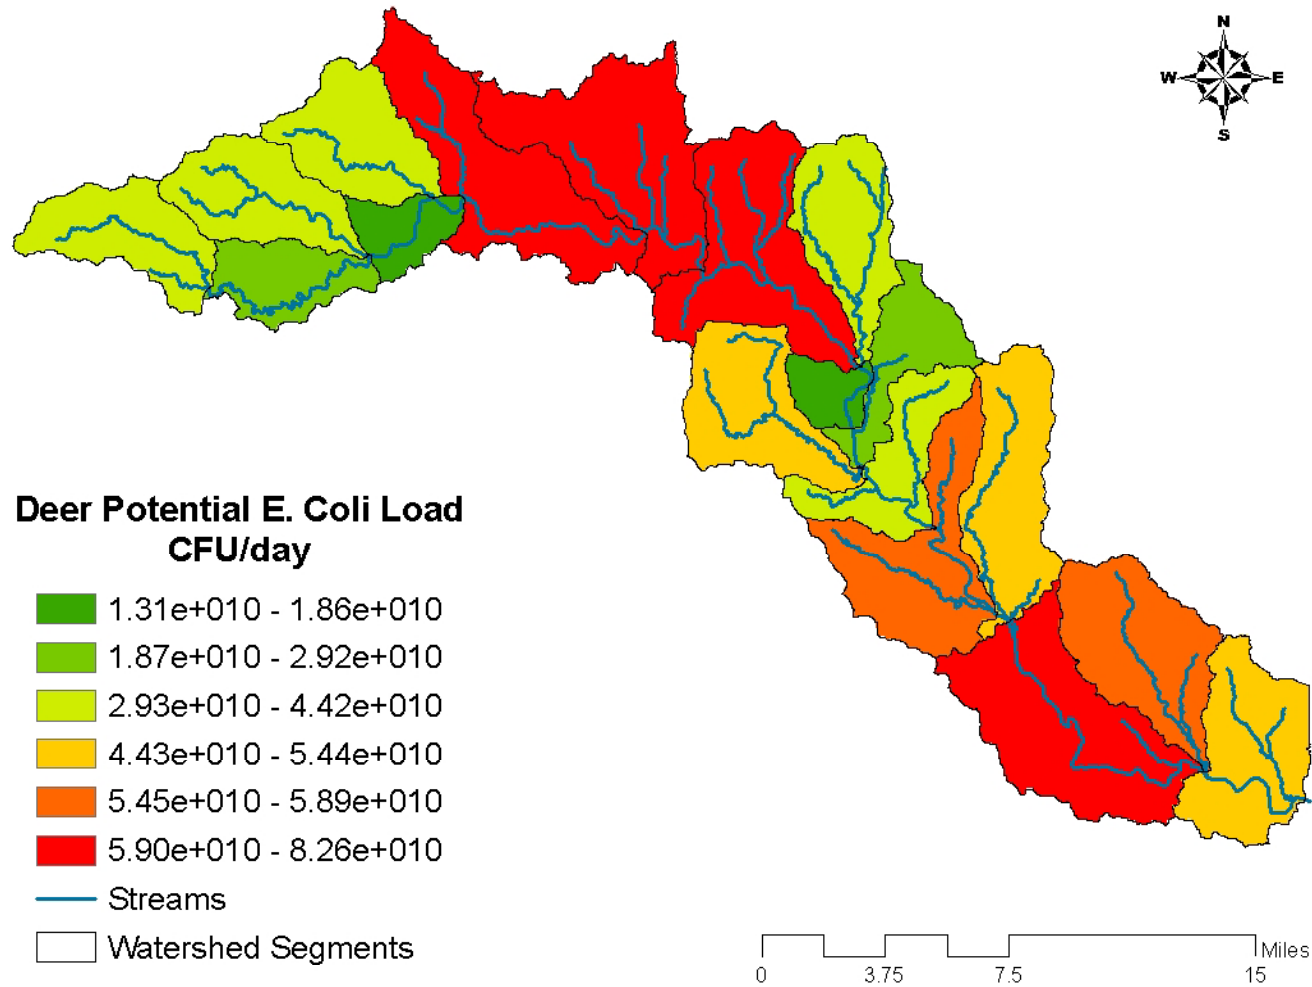 N
W E
S
Deer Potential E. Coli Load
CFU/day
1.31e+010 - 1.86e+010
1.87e+010 - 2.92e+010
2.93e+010 - 4.42e+010
4.43e+010 - 5.44e+010
5.45e+010 - 5.89e+010
5.90e+010 - 8.26e+010
Streams
Watershed Segments
Miles
0 3.75 7.5 15